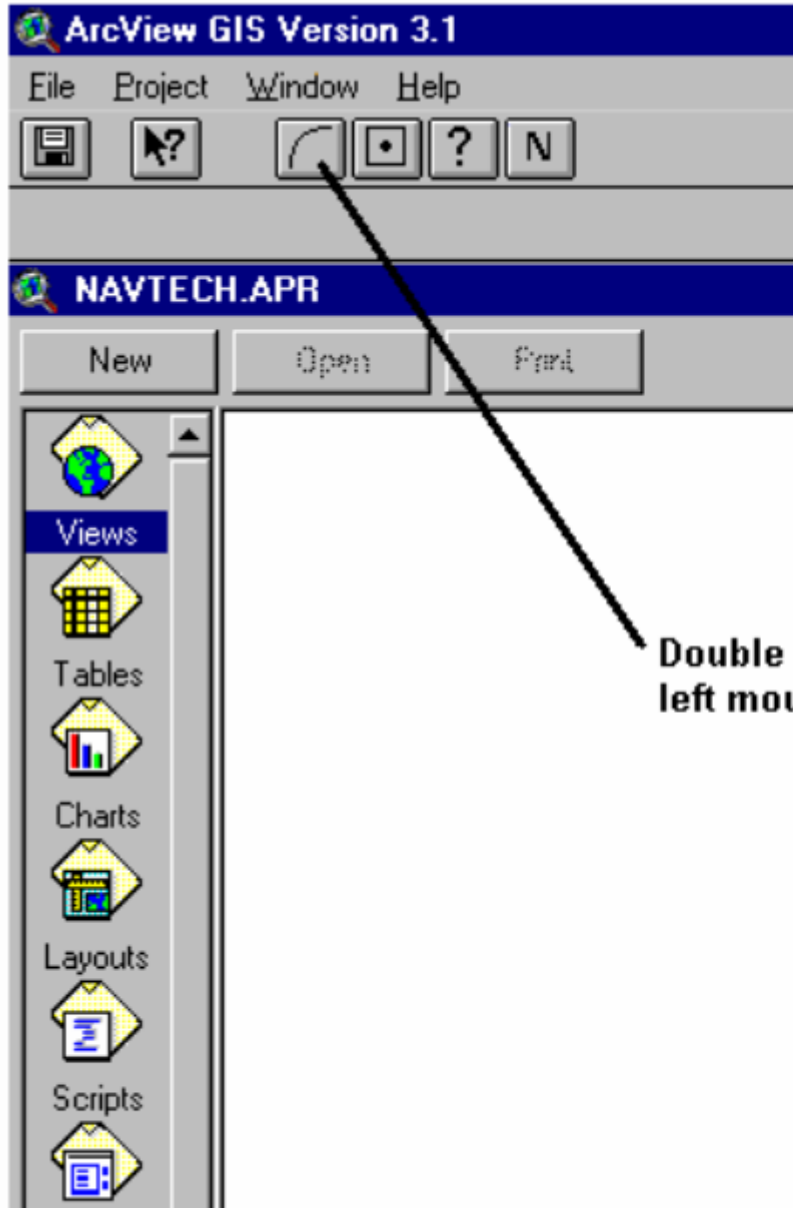 ArcView GIS Version 3.1
File Project Window Help
? ? N
NAVTECH.APR
New Open Print
Views
Tables
Double
left mou
Charts
Layouts
Scripts